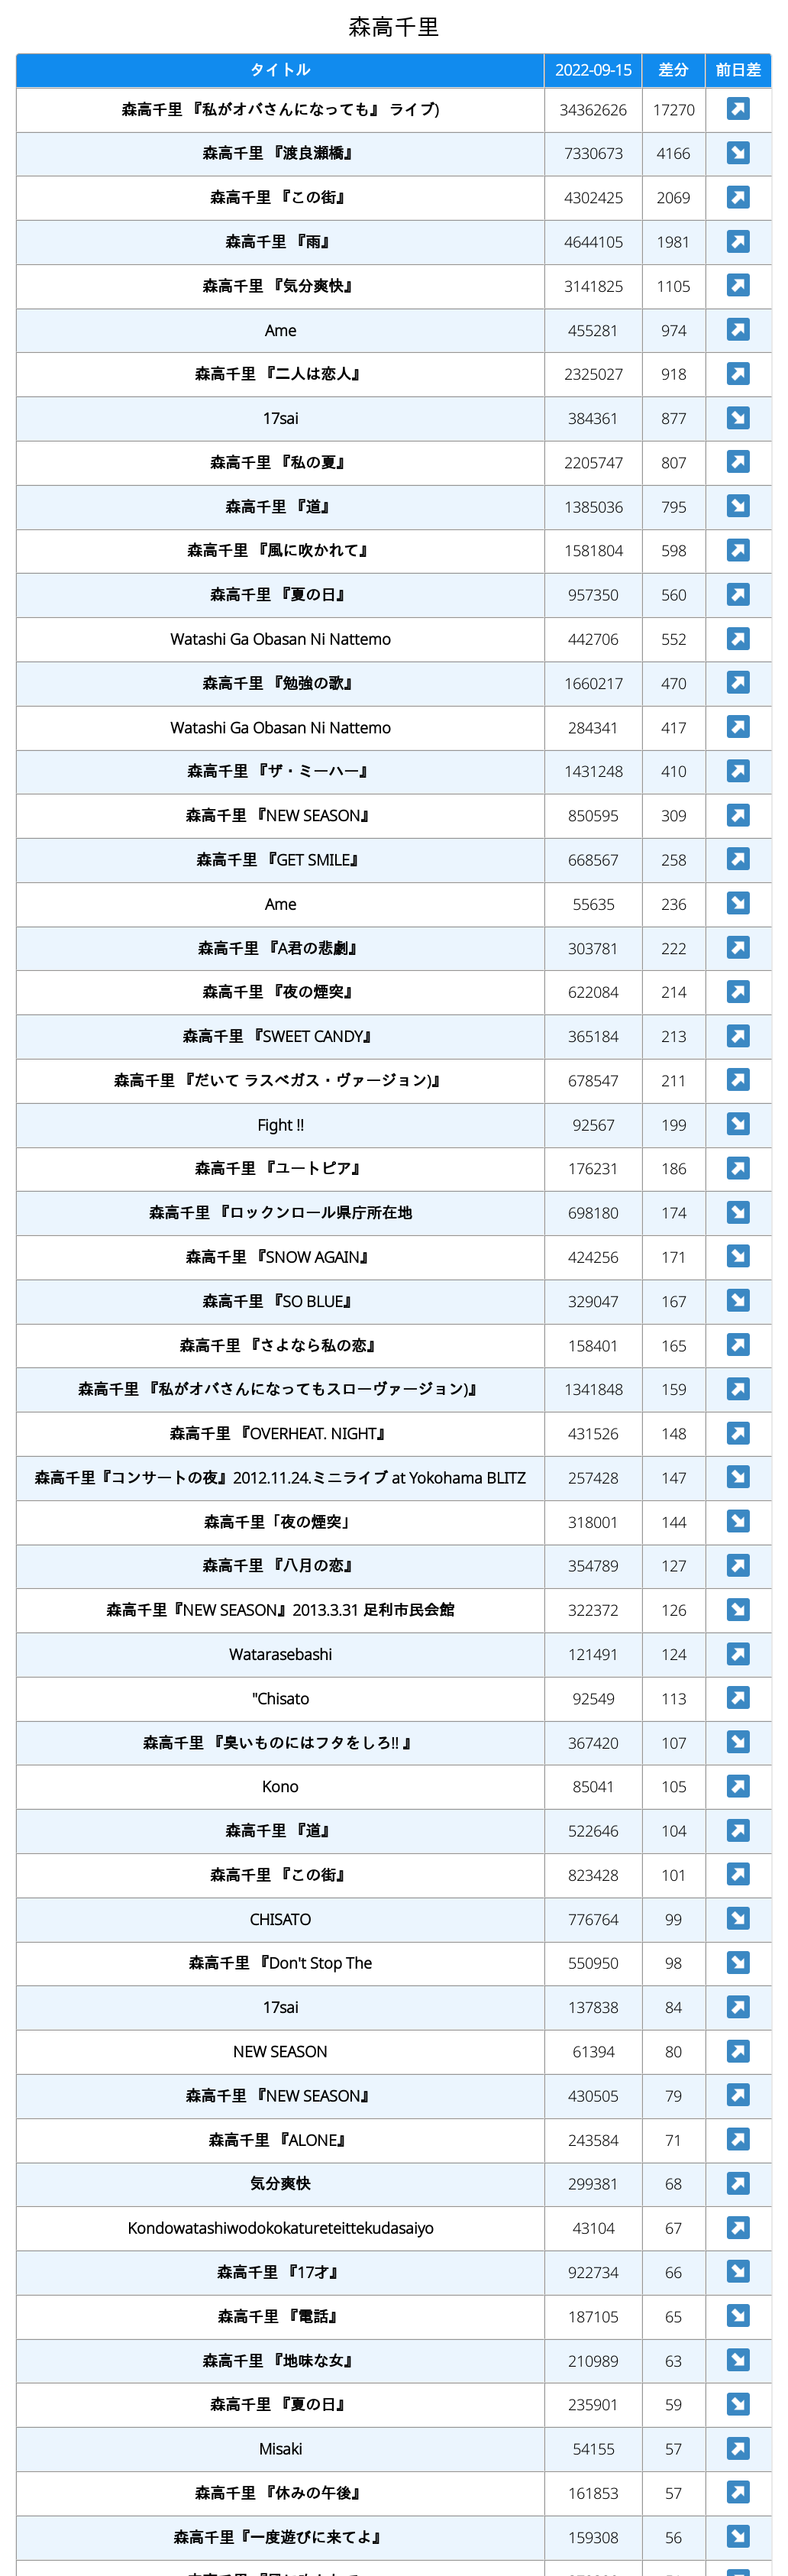 森高千里
タイトル 2022-09-15 差分 前日差
森高千里 『私がオバさんになっても』 ライブ) 34362626 17270
森高千里 『渡良瀬橋』 7330673 4166
森高千里 『この街』 4302425 2069
森高千里 『雨』 4644105 1981
森高千里 『気分爽快』 3141825 1105
Ame 455281 974
森高千里 『二人は恋人』 2325027 918
17sai 384361 877
森高千里 『私の夏』 2205747 807
森高千里 『道』 1385036 795
森高千里 『風に吹かれて』 1581804 598
森高千里 『夏の日』 957350 560
Watashi Ga Obasan Ni Nattemo 442706 552
森高千里 『勉強の歌』 1660217 470
Watashi Ga Obasan Ni Nattemo 284341 417
森高千里 『ザ・ミーハー』 1431248 410
森高千里 『NEW SEASON』 850595 309
森高千里 『GET SMILE』 668567 258
Ame 55635 236
森高千里 『A君の悲劇』 303781 222
森高千里 『夜の煙突』 622084 214
森高千里 『SWEET CANDY』 365184 213
森高千里 『だいて ラスベガス・ヴァージョン)』 678547 211
Fight !! 92567 199
森高千里 『ユートピア』 176231 186
森高千里 『ロックンロール県庁所在地 698180 174
森高千里 『SNOW AGAIN』 424256 171
森高千里 『SO BLUE』 329047 167
森高千里 『さよなら私の恋』 158401 165
森高千里 『私がオバさんになってもスローヴァージョン)』 1341848 159
森高千里 『OVERHEAT. NIGHT』 431526 148
森高千里『コンサートの夜』2012.11.24.ミニライブ at Yokohama BLITZ 257428 147
森高千里「夜の煙突」 318001 144
森高千里 『八月の恋』 354789 127
森高千里『NEW SEASON』2013.3.31 足利市民会館 322372 126
Watarasebashi 121491 124
"Chisato 92549 113
森高千里 『臭いものにはフタをしろ!! 』 367420 107
Kono 85041 105
森高千里 『道』 522646 104
森高千里 『この街』 823428 101
CHISATO 776764 99
森高千里 『Don't Stop The 550950 98
17sai 137838 84
NEW SEASON 61394 80
森高千里 『NEW SEASON』 430505 79
森高千里 『ALONE』 243584 71
気分爽快 299381 68
Kondowatashiwodokokatureteittekudasaiyo 43104 67
森高千里 『17才』 922734 66
森高千里 『電話』 187105 65
森高千里 『地味な女』 210989 63
森高千里 『夏の日』 235901 59
Misaki 54155 57
森高千里 『休みの午後』 161853 57
森高千里『一度遊びに来てよ』 159308 56